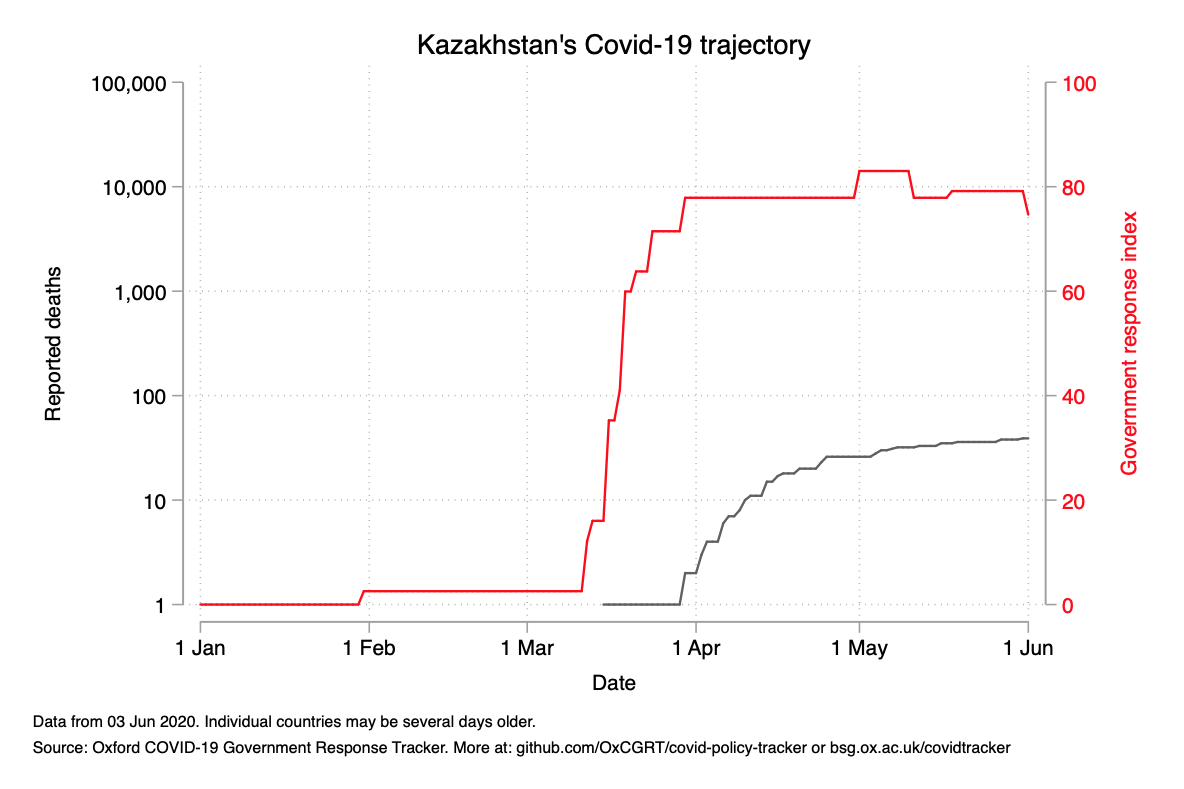 Kazakhstan's Covid-19 trajectory
100,000
10,000
1,000
100
10
1
Reported deaths
100
80
60
40
20
0
Government response index
1 Jan
1 Feb
1 Mar
1 Apr
1 May
1 Jun
Date
Data from 03 Jun 2020. Individual countries may be several days older.
Source: Oxford COVID-19 Government Response Tracker. More at: github.com/OxCGRT/covid-policy-tracker or bsg.ox.ac.uk/covidtracker